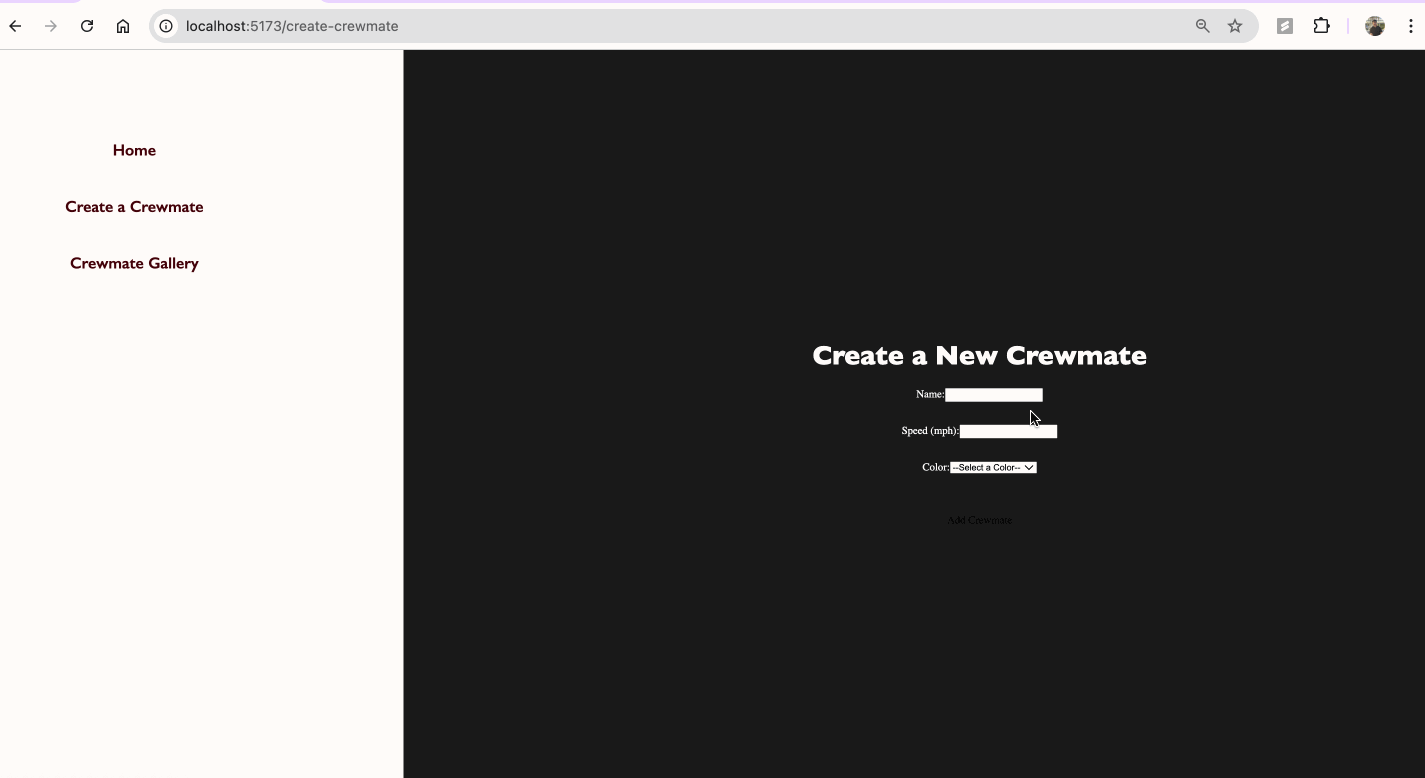 localhost:5173/create-crewmate
Home
Create a Crewmate
Crewmate Gallery
Create a New Crewmate
Name:
Speed (mph):
Color: --Select a Color--
Add Crewmate